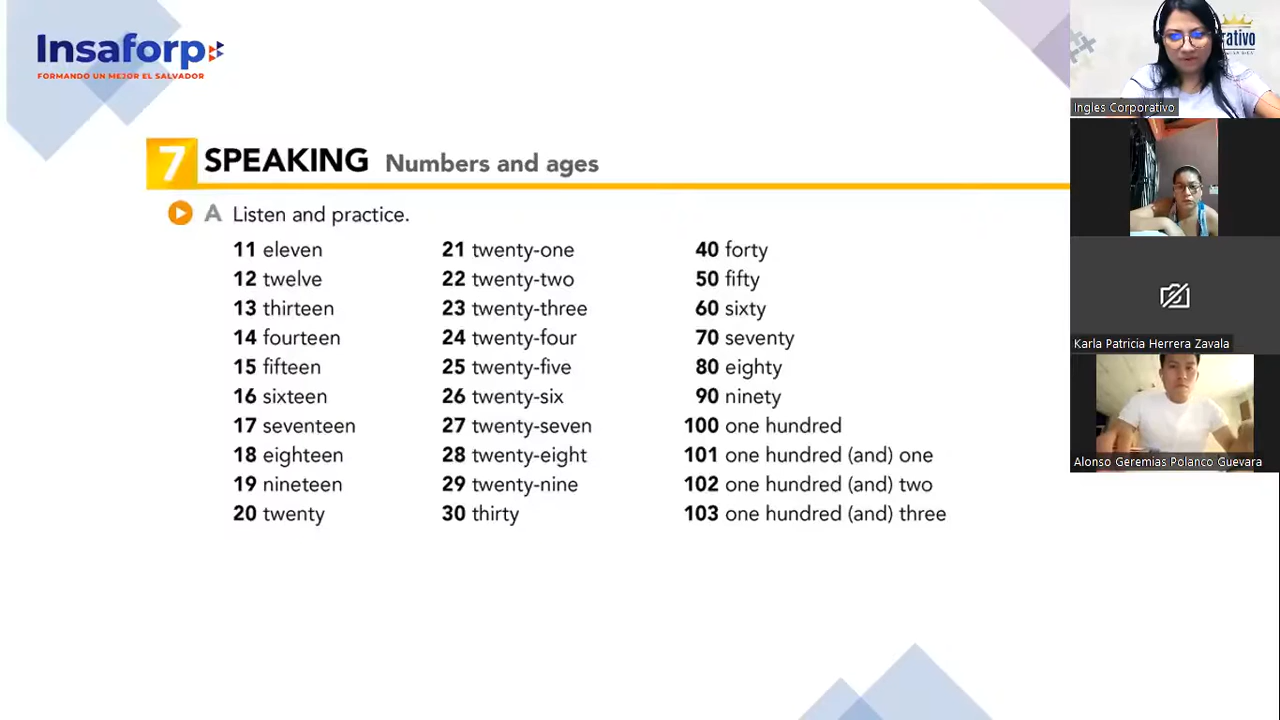 Insaforp
FORMANDO UN MEJOR EL SALVADOR
7 SPEAKING Numbers and ages
A Listen and practice.
11 eleven
12 twelve
13 thirteen
14 fourteen
15 fifteen
16 sixteen
17 seventeen
18 eighteen
19 nineteen
20 twenty
21 twenty-one
22 twenty-two
23 twenty-three
24 twenty-four
25 twenty-five
26 twenty-six
27 twenty-seven
28 twenty-eight
29 twenty-nine
30 thirty
40 forty
50 fifty
60 sixty
70 seventy
80 eighty
90 ninety
100 one hundred
101 one hundred (and) one
102 one hundred (and) two
103 one hundred (and) three
rativo
Ingles Corporativo
Karla Patricia Herrera Zavala
Alonso Geremias Polanco Guevara